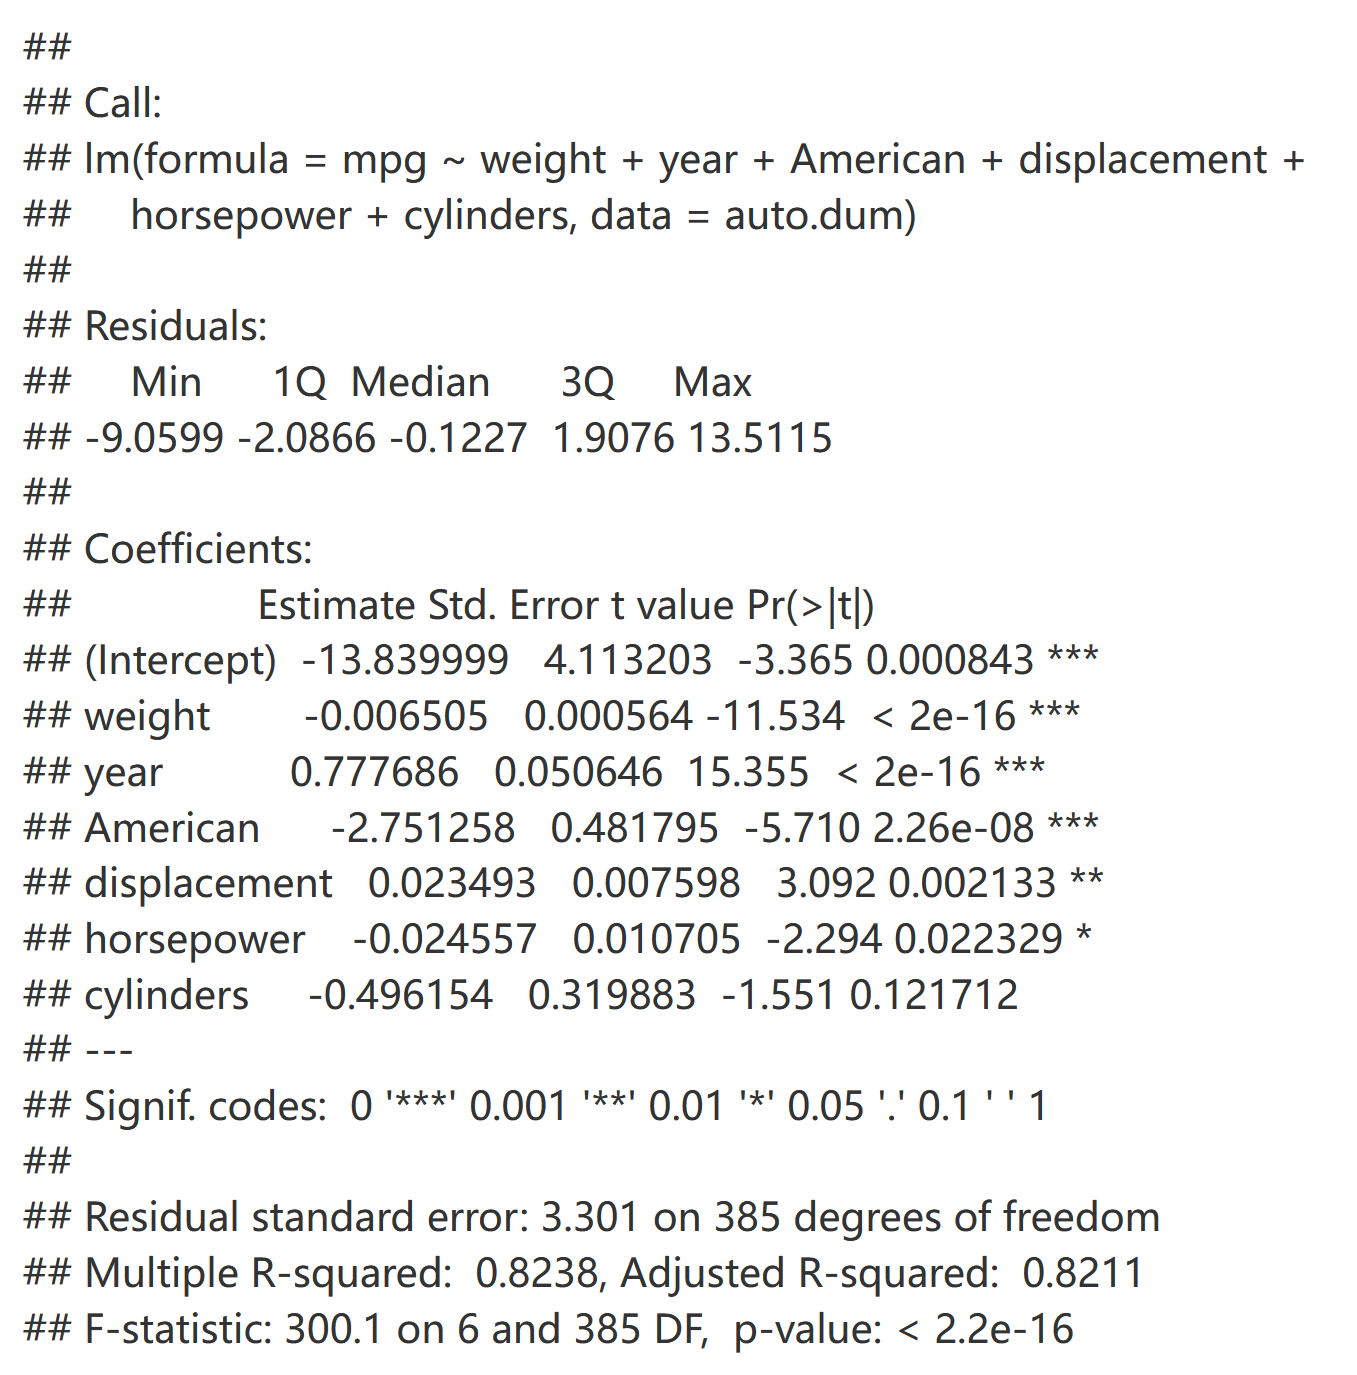 ##
## Call:
## lm(formula = mpg ~ weight + year + American + displacement +
##     horsepower + cylinders, data = auto.dum)
##
## Residuals:
##     Min      1Q  Median      3Q     Max
## -9.0599 -2.0866 -0.1227  1.9076 13.5115
##
## Coefficients:
##                Estimate Std. Error t value Pr(>|t|)
## (Intercept)  -13.839999   4.113203  -3.365 0.000843 ***
## weight        -0.006505   0.000564 -11.534  < 2e-16 ***
## year           0.777686   0.050646  15.355  < 2e-16 ***
## American      -2.751258   0.481795  -5.710 2.26e-08 ***
## displacement   0.023493   0.007598   3.092 0.002133 **
## horsepower    -0.024557   0.010705  -2.294 0.022329 *
## cylinders     -0.496154   0.319883  -1.551 0.121712
## ---
## Signif. codes:  0 '***' 0.001 '**' 0.01 '*' 0.05 '.' 0.1 ' ' 1
##
## Residual standard error: 3.301 on 385 degrees of freedom
## Multiple R-squared:  0.8238, Adjusted R-squared:  0.8211
## F-statistic: 300.1 on 6 and 385 DF,  p-value: < 2.2e-16